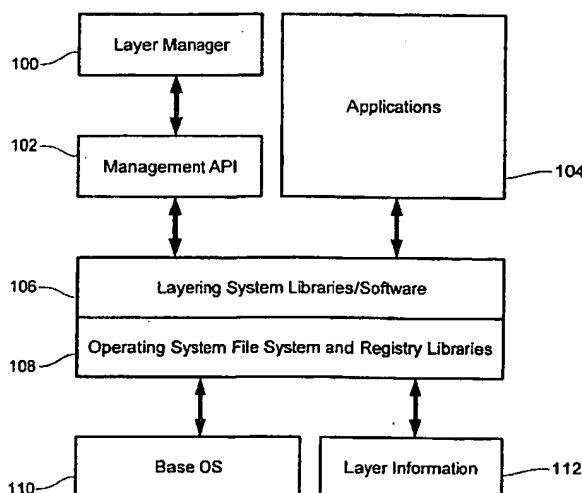 100
Layer Manager
Applications
102
Management API
104
106
Layering System Libraries/Software
108
Operating System File System and Registry Libraries
110
Base OS
Layer Information
112